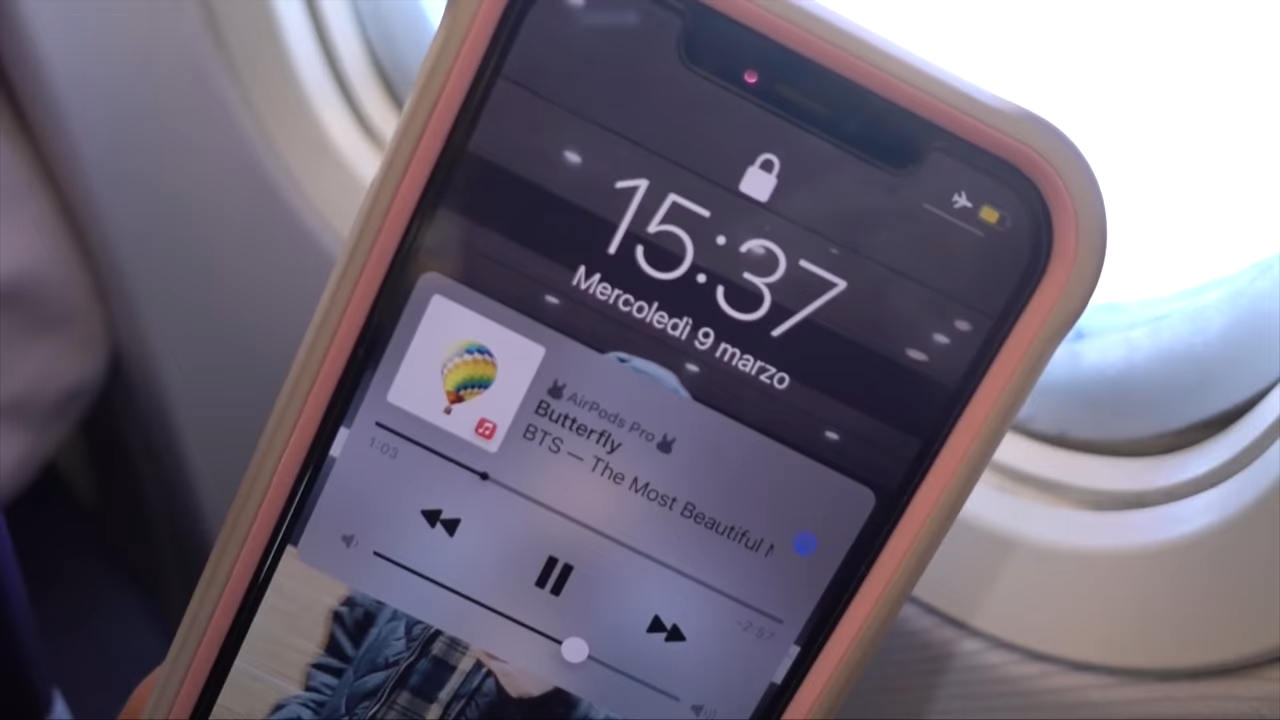 15:37
Mercoledì 9 marzo
AirPods Pro
Butterfly
BTS — The Most Beautiful
1:03
-2:57